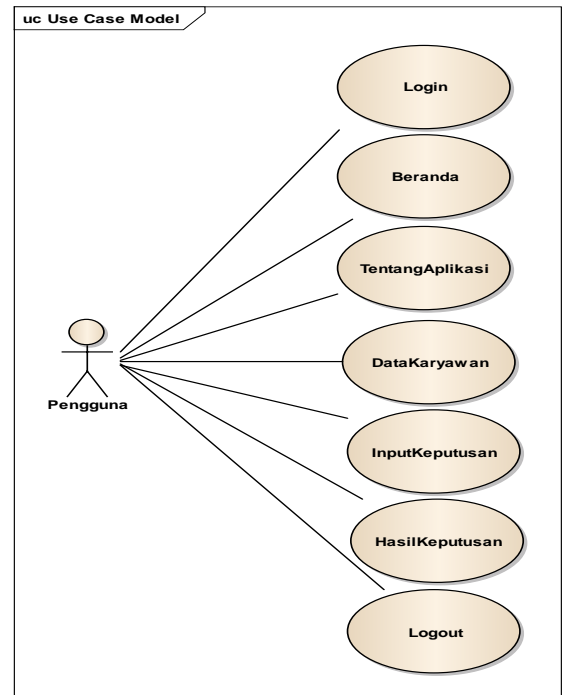 uc Use Case Model
Login
Beranda
TentangAplikasi
DataKaryawan
Pengguna
InputKeputusan
HasilKeputusan
Logout